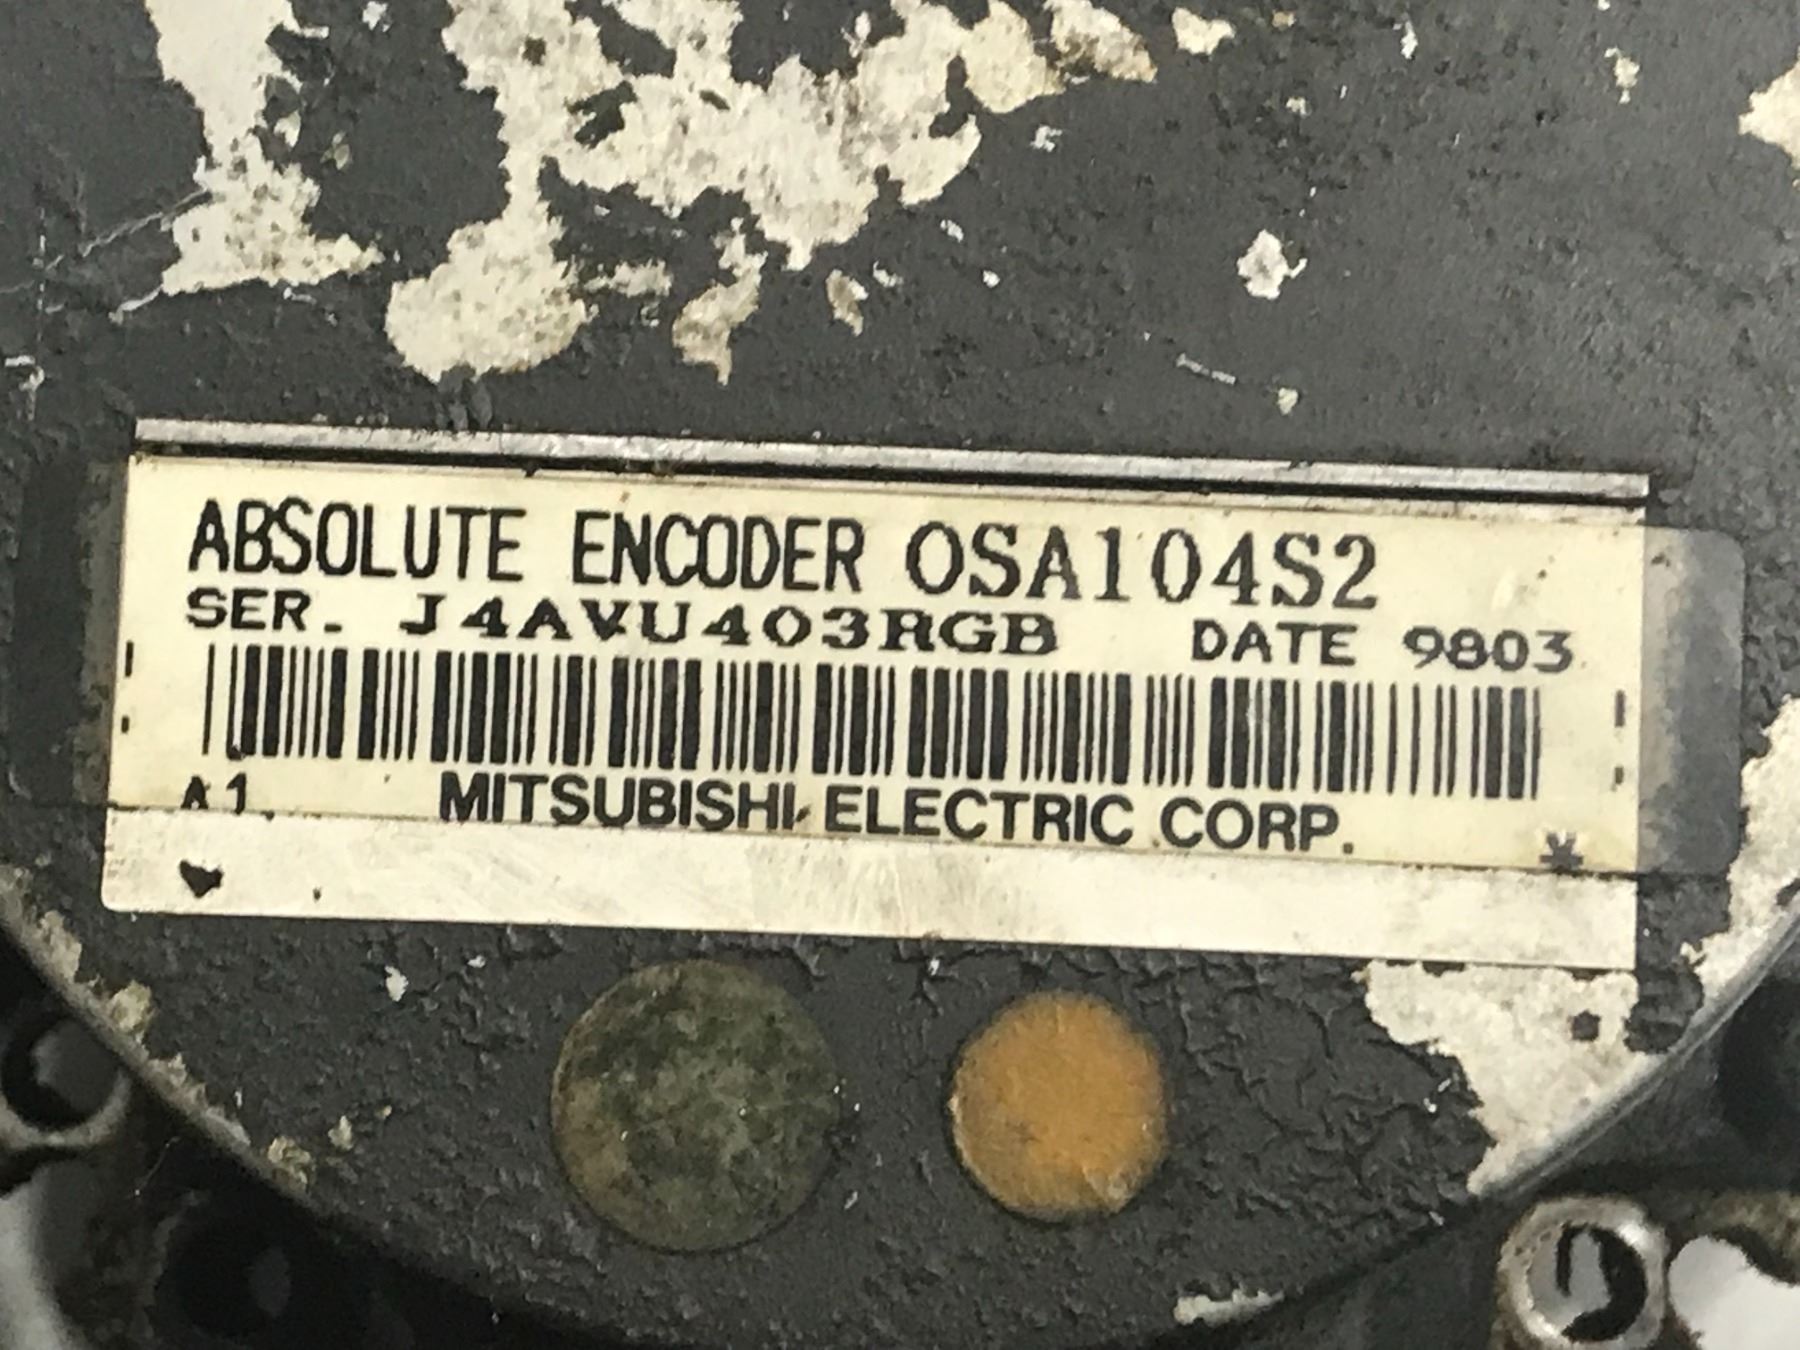 ABSOLUTE ENCODER OSA104S2
SER. J4AVU403RGB DATE 9803
A1 MITSUBISHI ELECTRIC CORP. *